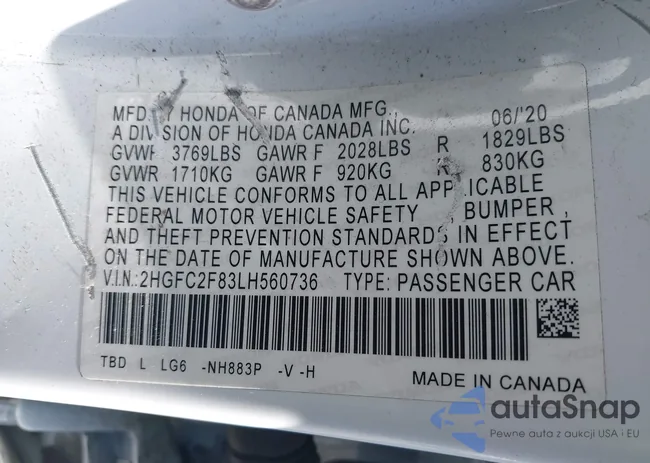 MFD BY HONDA OF CANADA MFG., 06/'20
A DIVISION OF HONDA CANADA INC.
GVWR 3769LBS GAWR F 2028LBS R 1829LBS
GVWR 1710KG GAWR F 920KG R 830KG
THIS VEHICLE CONFORMS TO ALL APPLICABLE
FEDERAL MOTOR VEHICLE SAFETY, BUMPER,
AND THEFT PREVENTION STANDARDS IN EFFECT
ON THE DATE OF MANUFACTURE SHOWN ABOVE.
V.I.N.: 2HGFC2F83LH560736 TYPE: PASSENGER CAR
TBD L LG6 -NH883P -V -H
MADE IN CANADA
autaSnap
Pewne auta z aukcji USA i EU